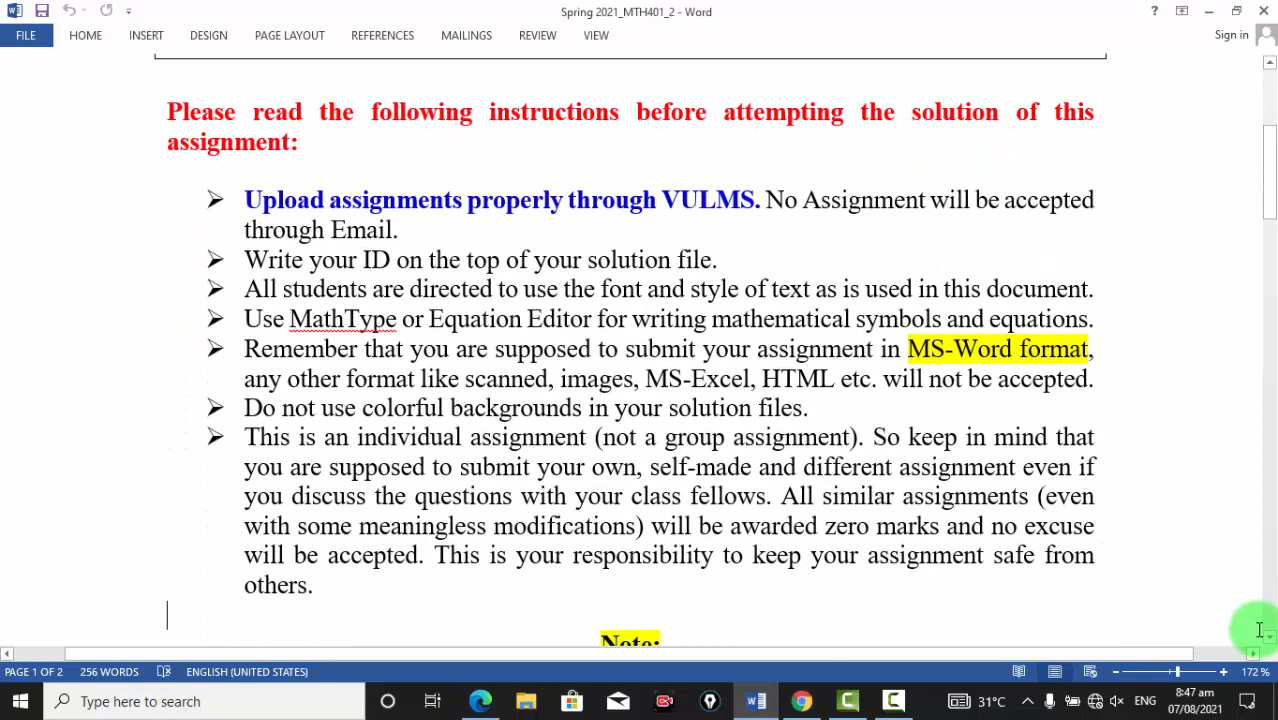 Spring 2021_MTH401_2 - Word
FILE HOME INSERT DESIGN PAGE LAYOUT REFERENCES MAILINGS REVIEW VIEW Sign in
Please read the following instructions before attempting the solution of this
assignment:
Upload assignments properly through VULMS. No Assignment will be accepted
through Email.
Write your ID on the top of your solution file.
All students are directed to use the font and style of text as is used in this document.
Use MathType or Equation Editor for writing mathematical symbols and equations.
Remember that you are supposed to submit your assignment in MS-Word format,
any other format like scanned, images, MS-Excel, HTML etc. will not be accepted.
Do not use colorful backgrounds in your solution files.
This is an individual assignment (not a group assignment). So keep in mind that
you are supposed to submit your own, self-made and different assignment even if
you discuss the questions with your class fellows. All similar assignments (even
with some meaningless modifications) will be awarded zero marks and no excuse
will be accepted. This is your responsibility to keep your assignment safe from
others.
Note:
PAGE 1 OF 2 256 WORDS ENGLISH (UNITED STATES) 172 %
Type here to search 31°C ENG 8:47 am
07/08/2021